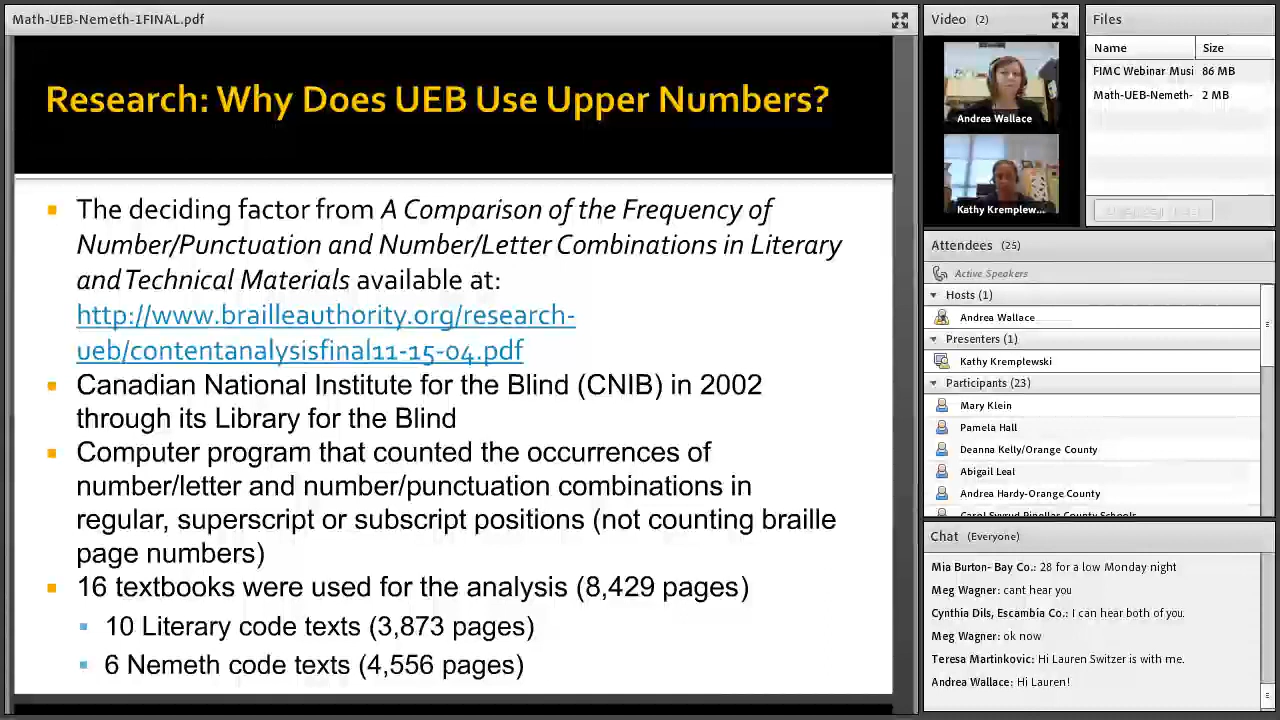 Math-UEB-Nemeth-1FINAL.pdf
Research: Why Does UEB Use Upper Numbers?
The deciding factor from A Comparison of the Frequency of
Number/Punctuation and Number/Letter Combinations in Literary
and Technical Materials available at:
http://www.brailleauthority.org/research-
ueb/contentanalysisfinal11-15-04.pdf
Canadian National Institute for the Blind (CNIB) in 2002
through its Library for the Blind
Computer program that counted the occurrences of
number/letter and number/punctuation combinations in
regular, superscript or subscript positions (not counting braille
page numbers)
16 textbooks were used for the analysis (8,429 pages)
10 Literary code texts (3,873 pages)
6 Nemeth code texts (4,556 pages)
Video (2)
Andrea Wallace
Kathy Kremplew...
Files
Name Size
FIMC Webinar Musi 86 MB
Math-UEB-Nemeth- 2 MB
Attendees (25)
Active Speakers
Hosts (1)
Andrea Wallace
Presenters (1)
Kathy Kremplewski
Participants (23)
Mary Klein
Pamela Hall
Deanna Kelly/Orange County
Abigail Leal
Andrea Hardy-Orange County
Chat (Everyone)
Mia Burton- Bay Co.: 28 for a low Monday night
Meg Wagner: cant hear you
Cynthia Dils, Escambia Co.: I can hear both of you.
Meg Wagner: ok now
Teresa Martinkovic: Hi Lauren Switzer is with me.
Andrea Wallace: Hi Lauren!